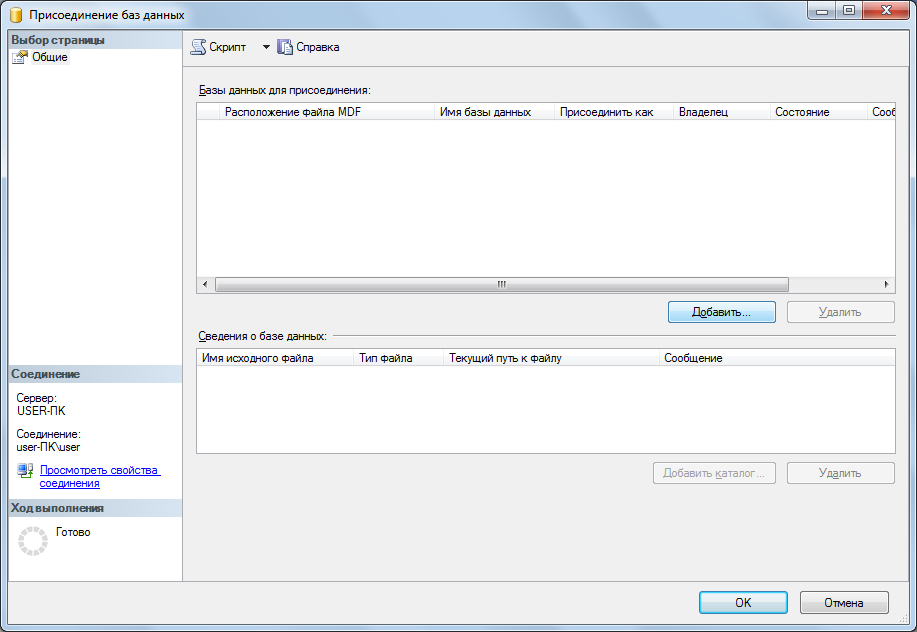 Присоединение баз данных
Выбор страницы
Общие
Скрипт
Справка
Базы данных для присоединения:
Расположение файла MDF
Имя базы данных
Присоединить как
Владелец
Состояние
Сооб
Добавить...
Удалить
Сведения о базе данных:
Имя исходного файла
Тип файла
Текущий путь к файлу
Сообщение
Добавить каталог...
Удалить
Соединение
Сервер:
USER-ПК
Соединение:
user-ПК\user
Просмотреть свойства
соединения
Ход выполнения
Готово
OK
Отмена